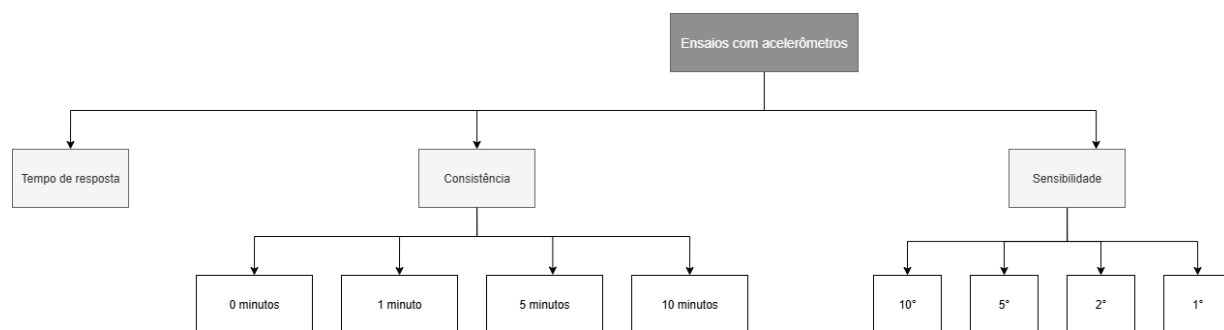 Ensaios com acelerômetros
Tempo de resposta
Consistência
Sensibilidade
0 minutos
1 minuto
5 minutos
10 minutos
10°
5°
2°
1°